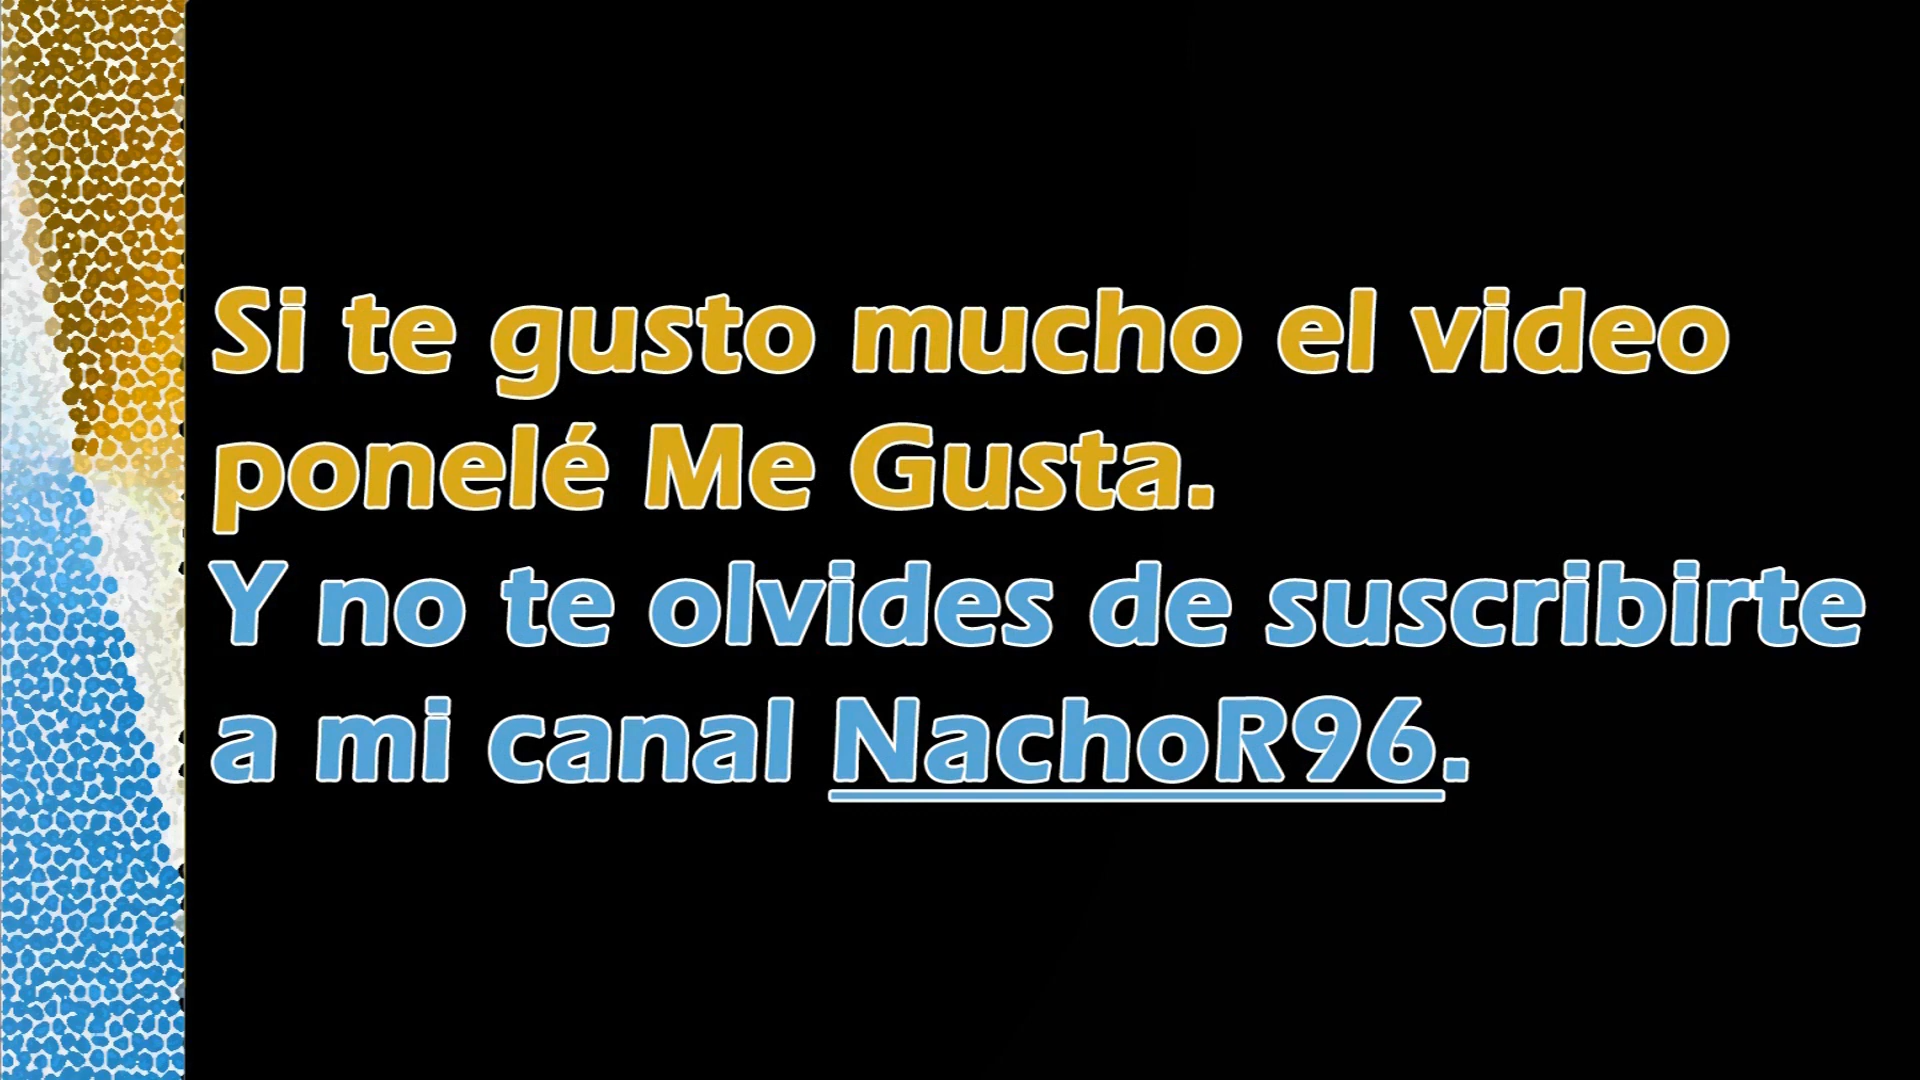 Si te gusto mucho el video
ponelé Me Gusta.
Y no te olvides de suscribirte
a mi canal NachoR96.